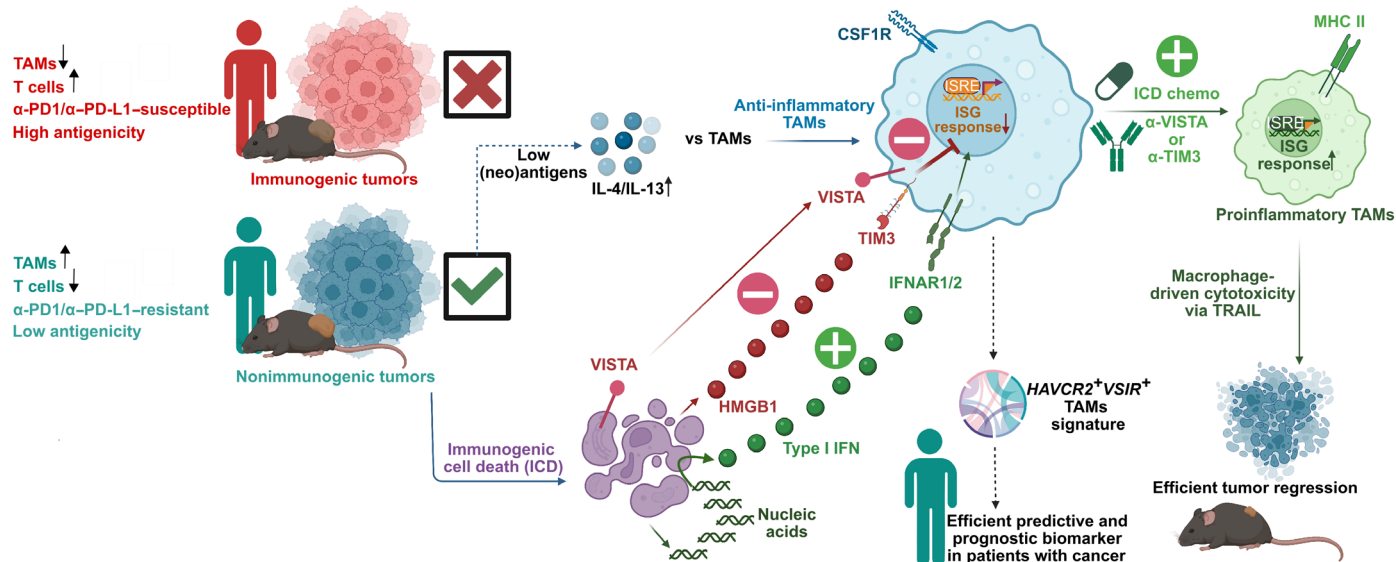 TAMs↓
T cells↑
α-PD1/α-PD-L1–susceptible
High antigenicity
Immunogenic tumors
TAMs↑
T cells↓
α-PD1/α–PD-L1–resistant
Low antigenicity
Nonimmunogenic tumors
Low
(neo)antigens
IL-4/IL-13↑
vs TAMs
Anti-inflammatory
TAMs
CSF1R
ISRE
ISG
response↓
VISTA
TIM3
IFNAR1/2
VISTA
HMGB1
Type I IFN
Immunogenic
cell death (ICD)
Nucleic
acids
HAVCR2⁺VSIR⁺
TAMs
signature
Efficient predictive and
prognostic biomarker
in patients with cancer
ICD chemo
α-VISTA
or
α-TIM3
MHC II
ISRE
ISG
response↑
Proinflammatory TAMs
Macrophage-
driven cytotoxicity
via TRAIL
Efficient tumor regression